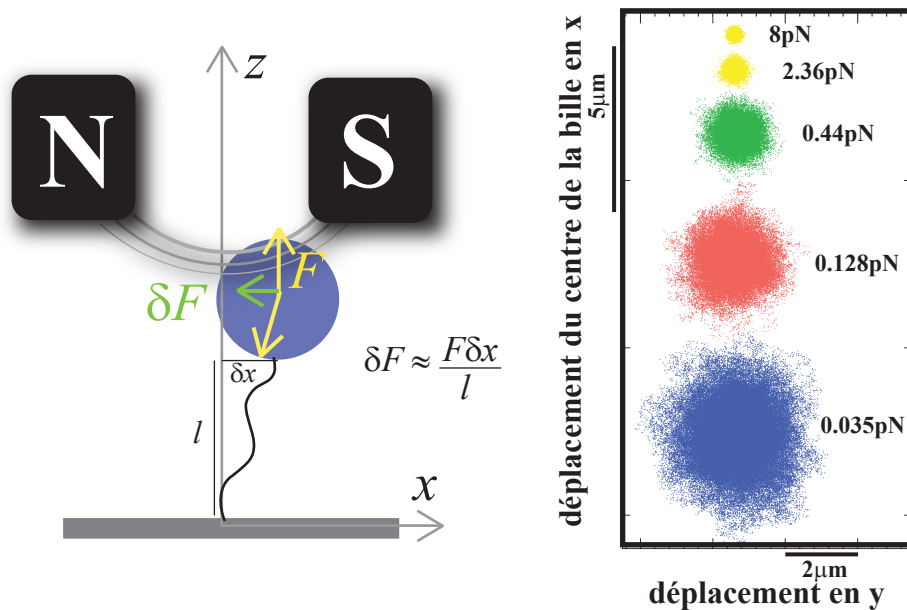 z
N
S
F
δF
δx
δF ≈ Fδx / l
l
x
déplacement du centre de la bille en x
5μm
8pN
2.36pN
0.44pN
0.128pN
0.035pN
2μm
déplacement en y